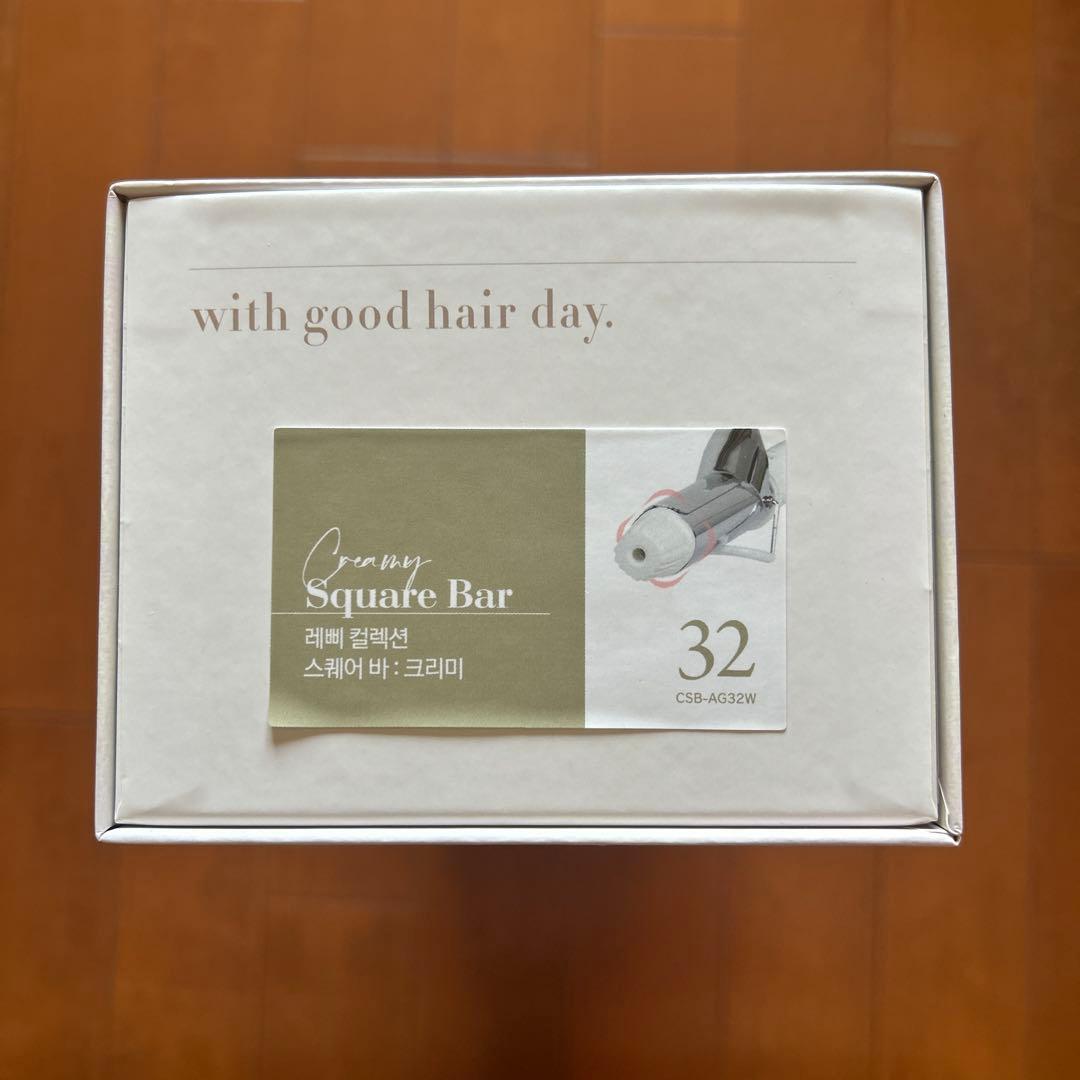 with good hair day.
Creamy
Square Bar
레삐 컬렉션
스퀘어 바 : 크리미
32
CSB-AG32W